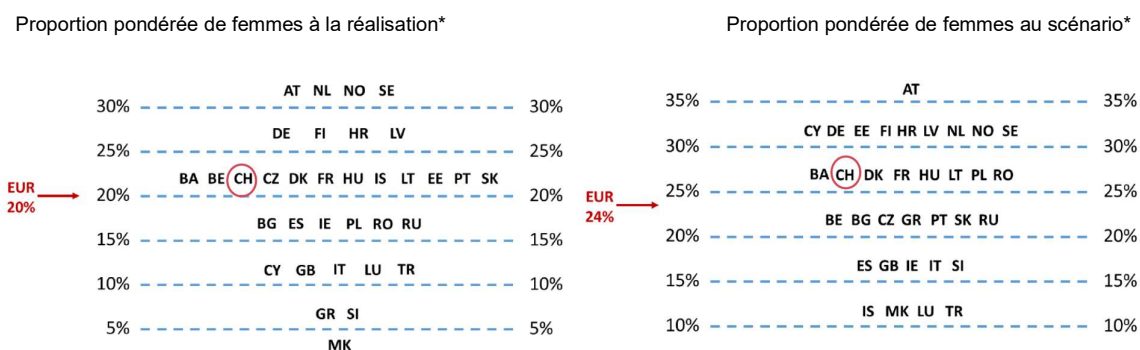 Proportion pondérée de femmes à la réalisation*
AT NL NO SE
30% 30%
DE FI HR LV
25% 25%
BA BE CH CZ DK FR HU IS LT EE PT SK
EUR
20%
20% 20%
BG ES IE PL RO RU
15% 15%
CY GB IT LU TR
10% 10%
GR SI
5% 5%
MK
Proportion pondérée de femmes au scénario*
AT
35% 35%
CY DE EE FI HR LV NL NO SE
30% 30%
BA CH DK FR HU LT PL RO
25% 25%
EUR
24%
BE BG CZ GR PT SK RU
20% 20%
ES GB IE IT SI
15% 15%
IS MK LU TR
10% 10%